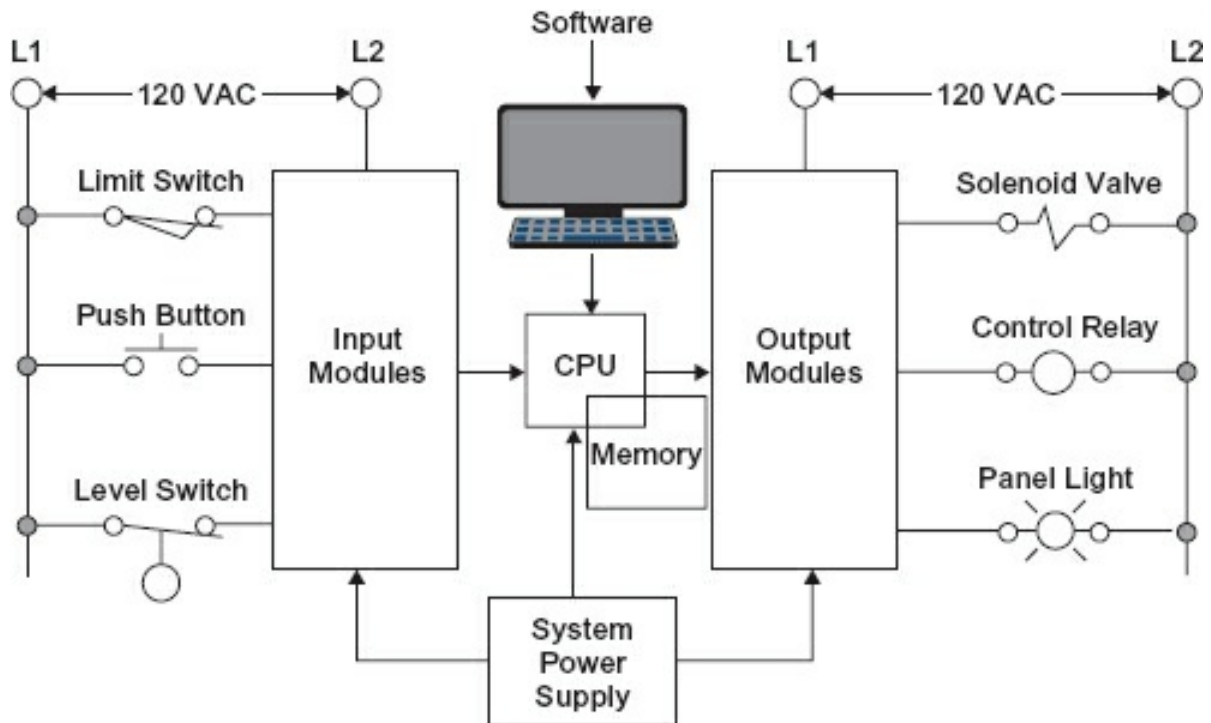 Software
L1
L2
L1
L2
120 VAC
120 VAC
Limit Switch
Solenoid Valve
Push Button
Input
Modules
CPU
Output
Modules
Control Relay
Memory
Level Switch
Panel Light
System
Power
Supply